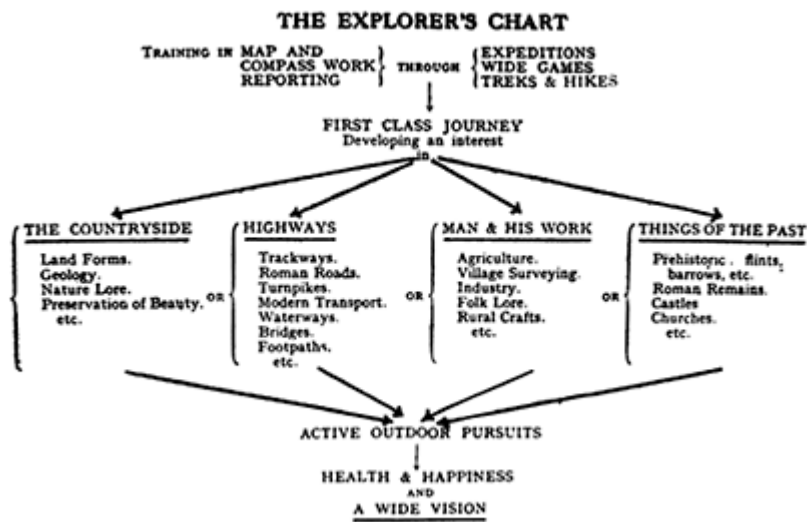 THE EXPLORER'S CHART
TRAINING IN MAP AND
COMPASS WORK
REPORTING
THROUGH
EXPEDITIONS
WIDE GAMES
TREKS & HIKES
FIRST CLASS JOURNEY
Developing an interest
in
THE COUNTRYSIDE
Land Forms.
Geology.
Nature Lore.
Preservation of Beauty.
etc.
OR
HIGHWAYS
Trackways.
Roman Roads.
Turnpikes.
Modern Transport.
Waterways.
Bridges.
Footpaths.
etc.
OR
MAN & HIS WORK
Agriculture.
Village Surveying.
Industry.
Folk Lore.
Rural Crafts.
etc.
OR
THINGS OF THE PAST
Prehistoric. flints,
barrows, etc.
Roman Remains.
Castles
Churches.
etc.
ACTIVE OUTDOOR PURSUITS
HEALTH & HAPPINESS
AND
A WIDE VISION